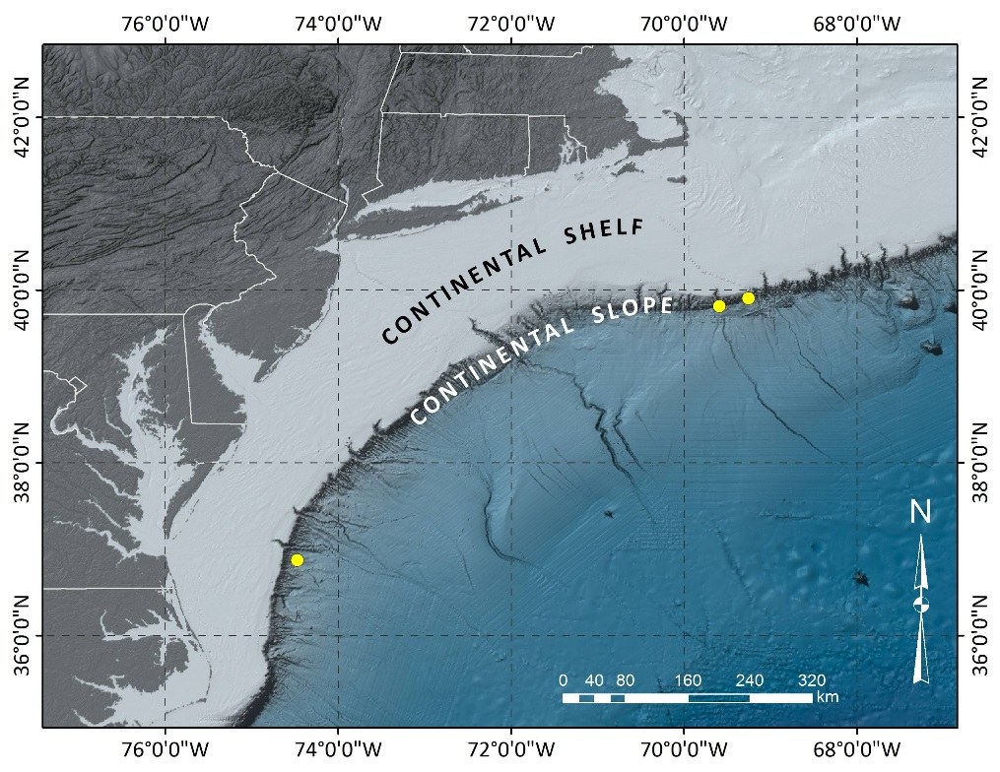 76°0'0"W 74°0'0"W 72°0'0"W 70°0'0"W 68°0'0"W
42°0'0"N 42°0'0"N
CONTINENTAL SHELF
40°0'0"N 40°0'0"N
CONTINENTAL SLOPE
38°0'0"N 38°0'0"N
N
36°0'0"N 36°0'0"N
0 40 80 160 240 320
km
76°0'0"W 74°0'0"W 72°0'0"W 70°0'0"W 68°0'0"W